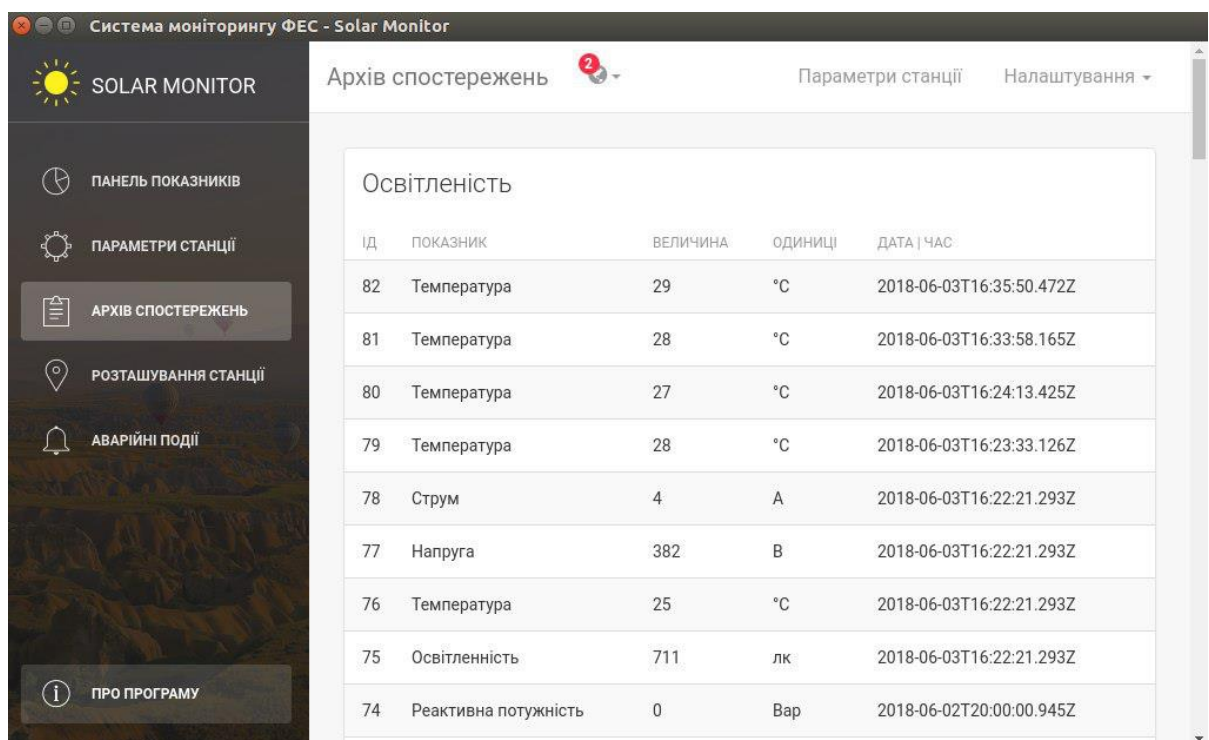 Система моніторингу ФЕС - Solar Monitor
SOLAR MONITOR
ПАНЕЛЬ ПОКАЗНИКІВ
ПАРАМЕТРИ СТАНЦІЇ
АРХІВ СПОСТЕРЕЖЕНЬ
РОЗТАШУВАННЯ СТАНЦІЇ
АВАРІЙНІ ПОДІЇ
ПРО ПРОГРАМУ
Архів спостережень 2 Параметри станції Налаштування
Освітленість
ІД ПОКАЗНИК ВЕЛИЧИНА ОДИНИЦІ ДАТА | ЧАС
82 Температура 29 °C 2018-06-03T16:35:50.472Z
81 Температура 28 °C 2018-06-03T16:33:58.165Z
80 Температура 27 °C 2018-06-03T16:24:13.425Z
79 Температура 28 °C 2018-06-03T16:23:33.126Z
78 Струм 4 А 2018-06-03T16:22:21.293Z
77 Напруга 382 В 2018-06-03T16:22:21.293Z
76 Температура 25 °C 2018-06-03T16:22:21.293Z
75 Освітленність 711 лк 2018-06-03T16:22:21.293Z
74 Реактивна потужність 0 Вар 2018-06-02T20:00:00.945Z